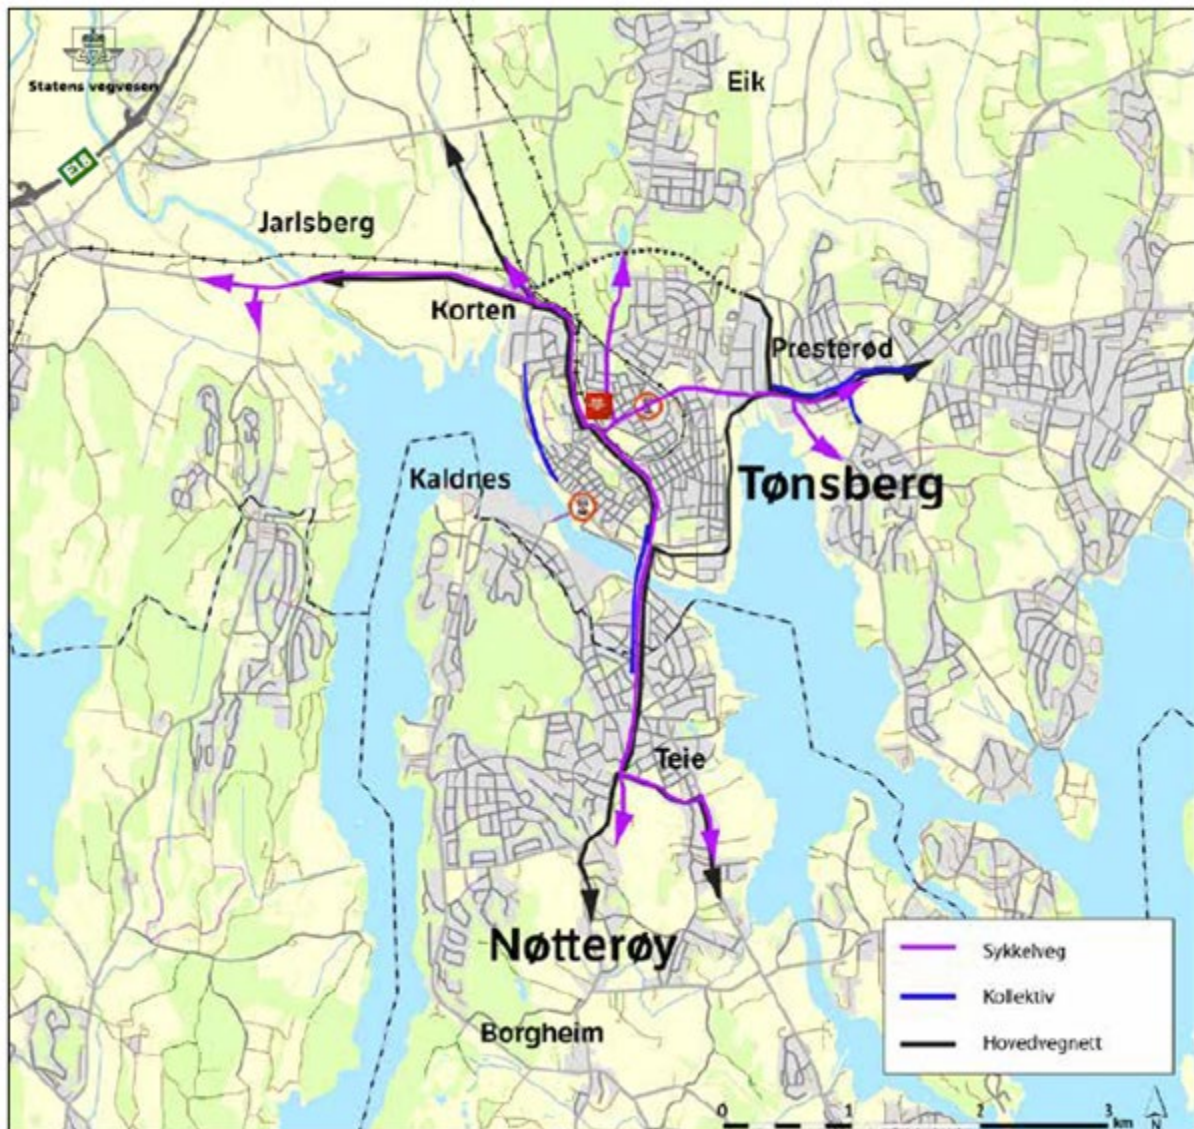 Statens vegvesen
Eik
E18
Jarlsberg
Korten
Presterød
Kaldnes
Tønsberg
Teie
Nøtterøy
Borgheim
Sykkelveg
Kollektiv
Hovedvegnett
0 1 2 3
km
N